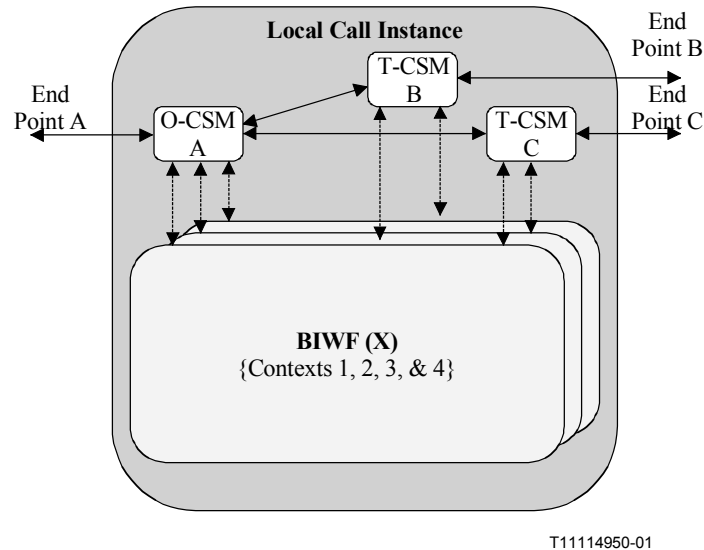 Local Call Instance
End
Point B
T-CSM
B
End
Point A
O-CSM
A
T-CSM
C
End
Point C
BIWF (X)
{Contexts 1, 2, 3, & 4}
T11114950-01